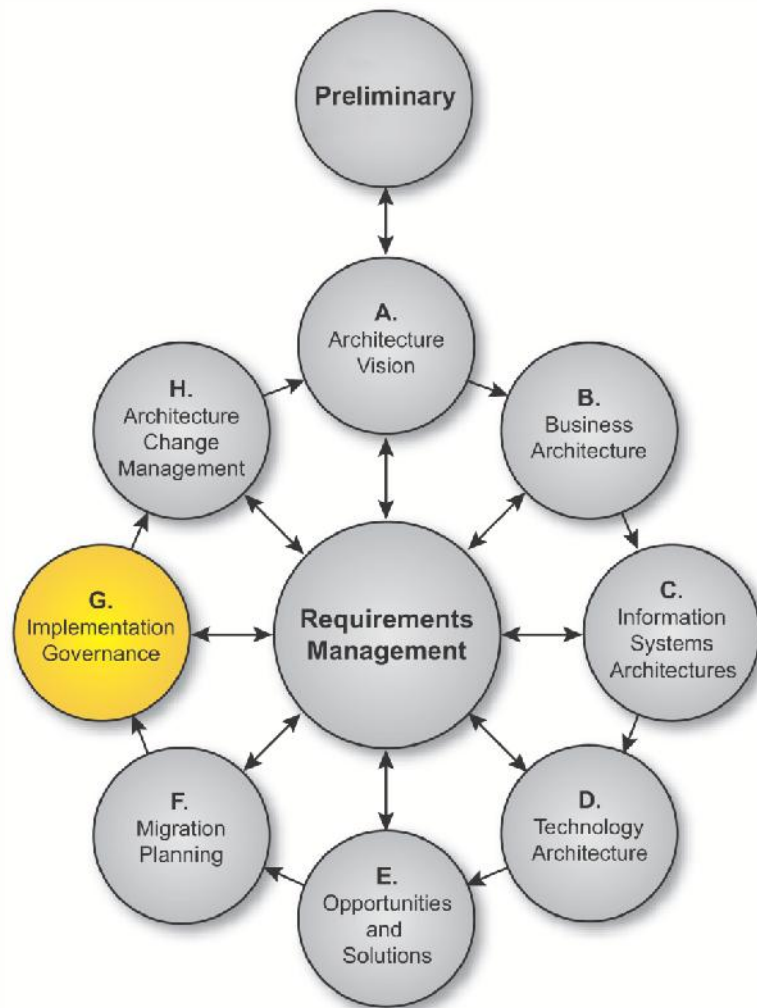 Preliminary
A.
Architecture
Vision
H.
Architecture
Change
Management
B.
Business
Architecture
G.
Implementation
Governance
Requirements
Management
C.
Information
Systems
Architectures
F.
Migration
Planning
D.
Technology
Architecture
E.
Opportunities
and
Solutions